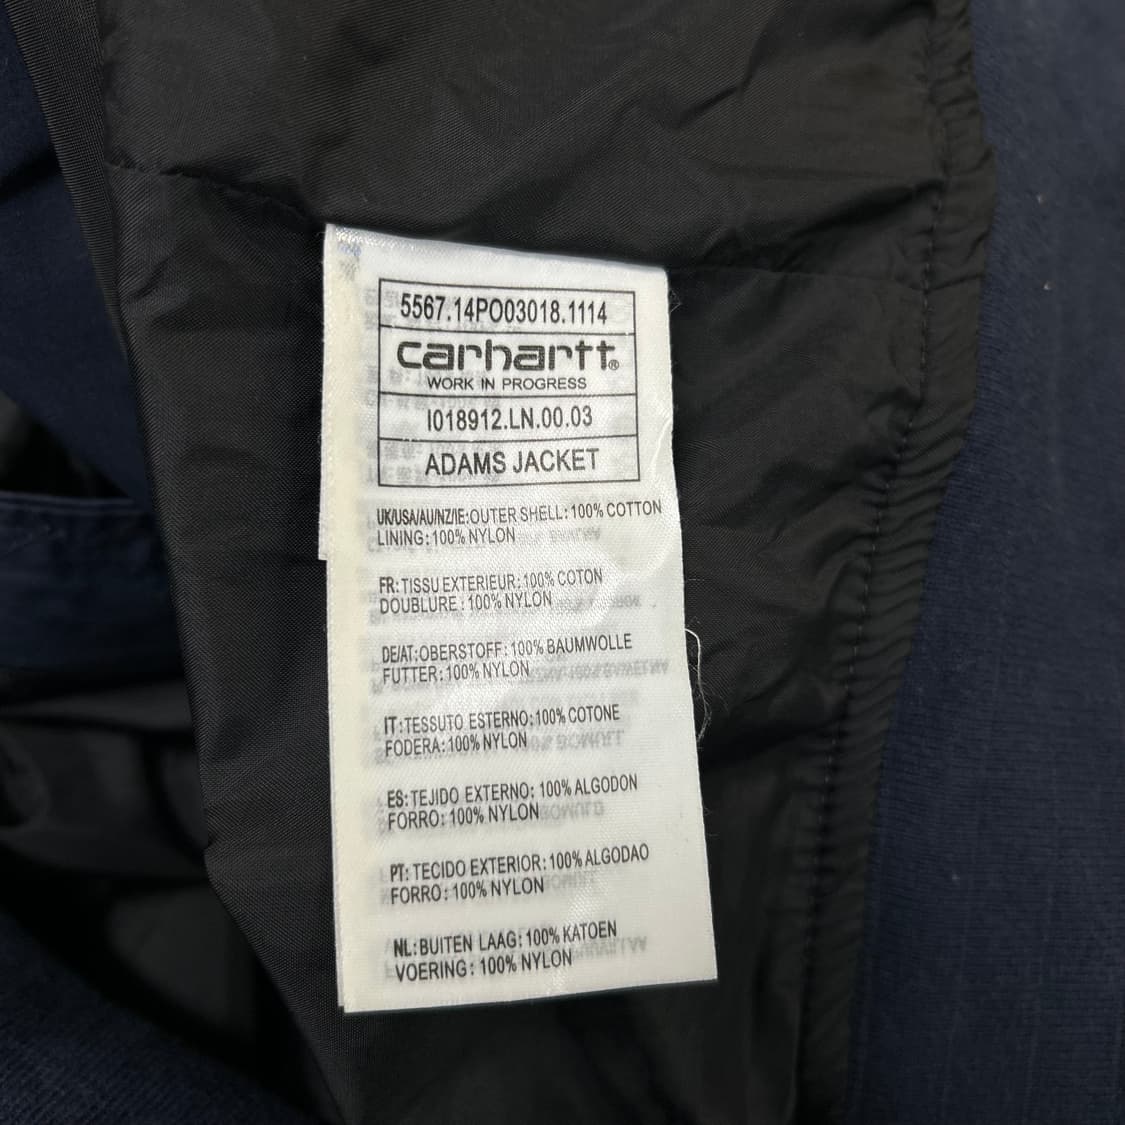 5567.14PO03018.1114
carhartt®
WORK IN PROGRESS
I018912.LN.00.03
ADAMS JACKET
UK/USA/AU/NZ/IE:OUTER SHELL:100% COTTON
LINING:100% NYLON
FR:TISSU EXTERIEUR:100% COTON
DOUBLURE:100% NYLON
DE/AT:OBERSTOFF:100% BAUMWOLLE
FUTTER:100% NYLON
IT:TESSUTO ESTERNO:100% COTONE
FODERA:100% NYLON
ES:TEJIDO EXTERNO:100% ALGODON
FORRO:100% NYLON
PT:TECIDO EXTERIOR:100% ALGODAO
FORRO:100% NYLON
NL:BUITEN LAAG:100% KATOEN
VOERING:100% NYLON